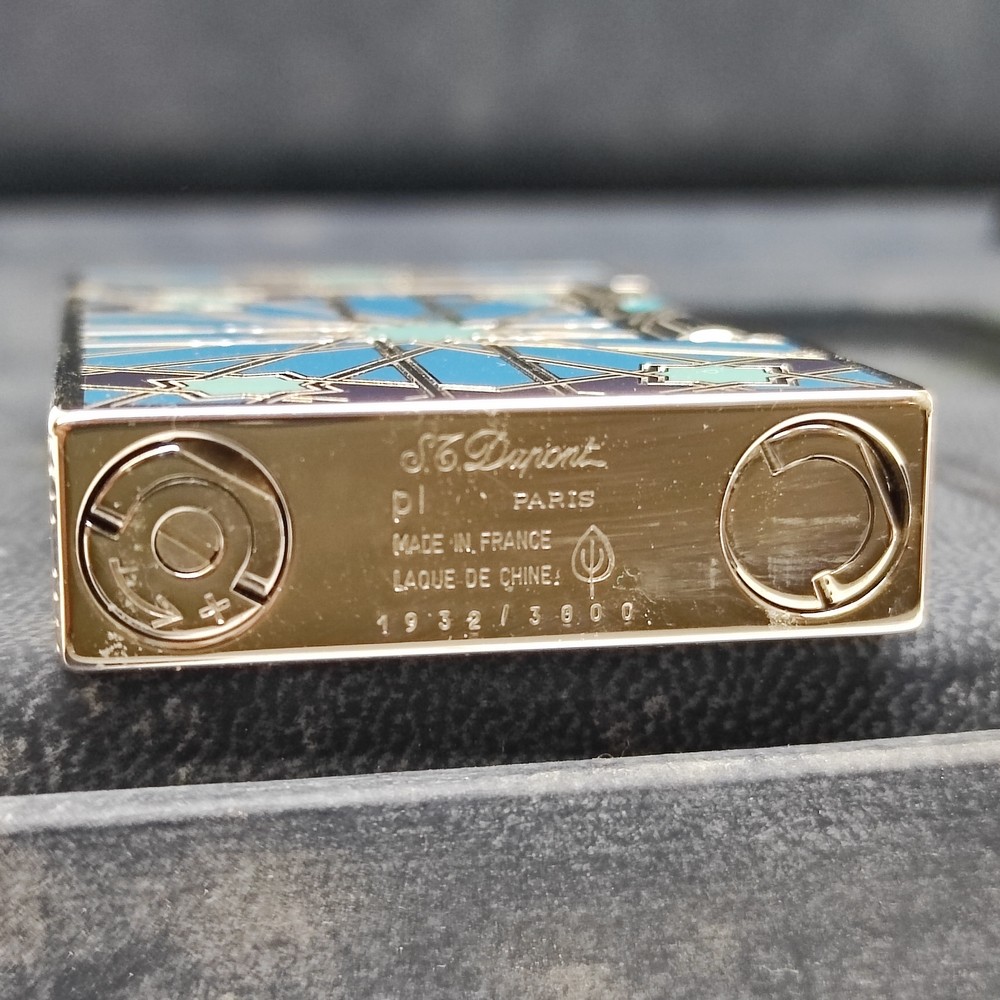 S.T. Dupont
pl PARIS
MADE IN FRANCE
LAQUE DE CHINE
1932/3000
+